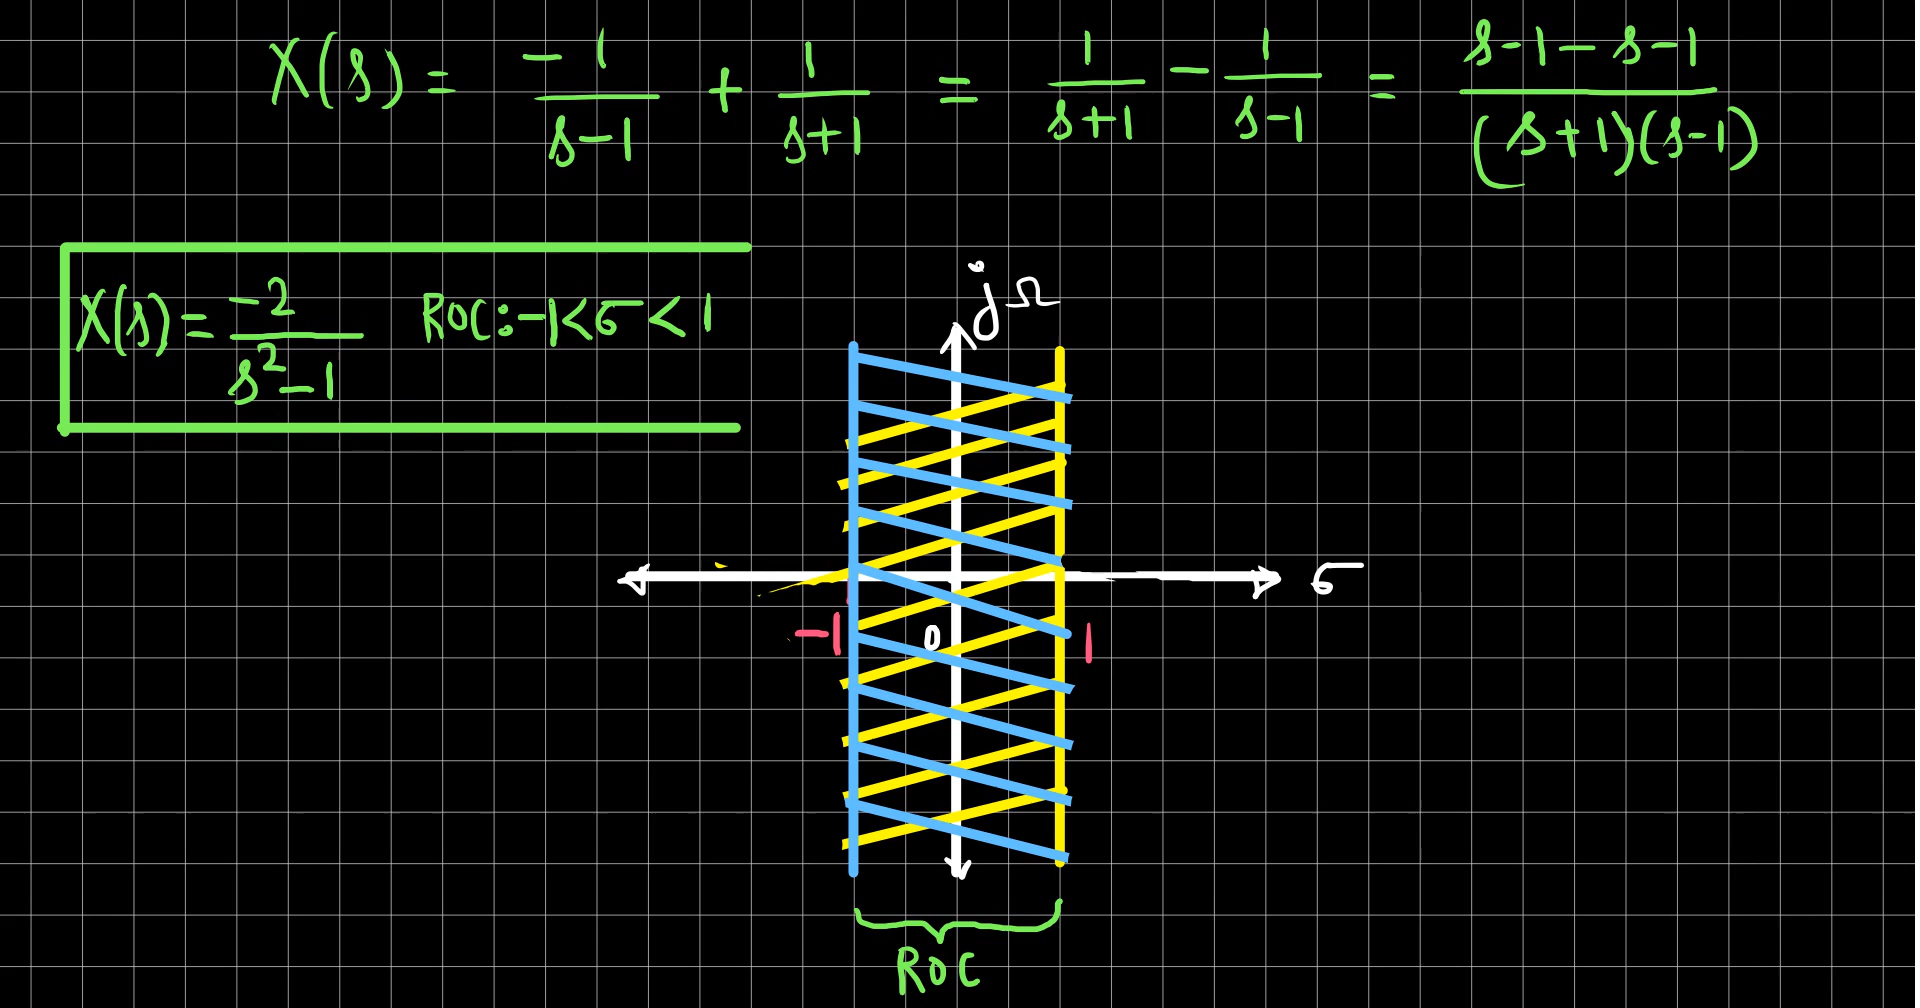 X(s) = -1/(s-1) + 1/(s+1) = 1/(s+1) - 1/(s-1) = (s-1-s-1)/((s+1)(s-1))
X(s) = -2/(s²-1) ROC: -1<σ<1
jΩ
σ
-1 0 1
ROC